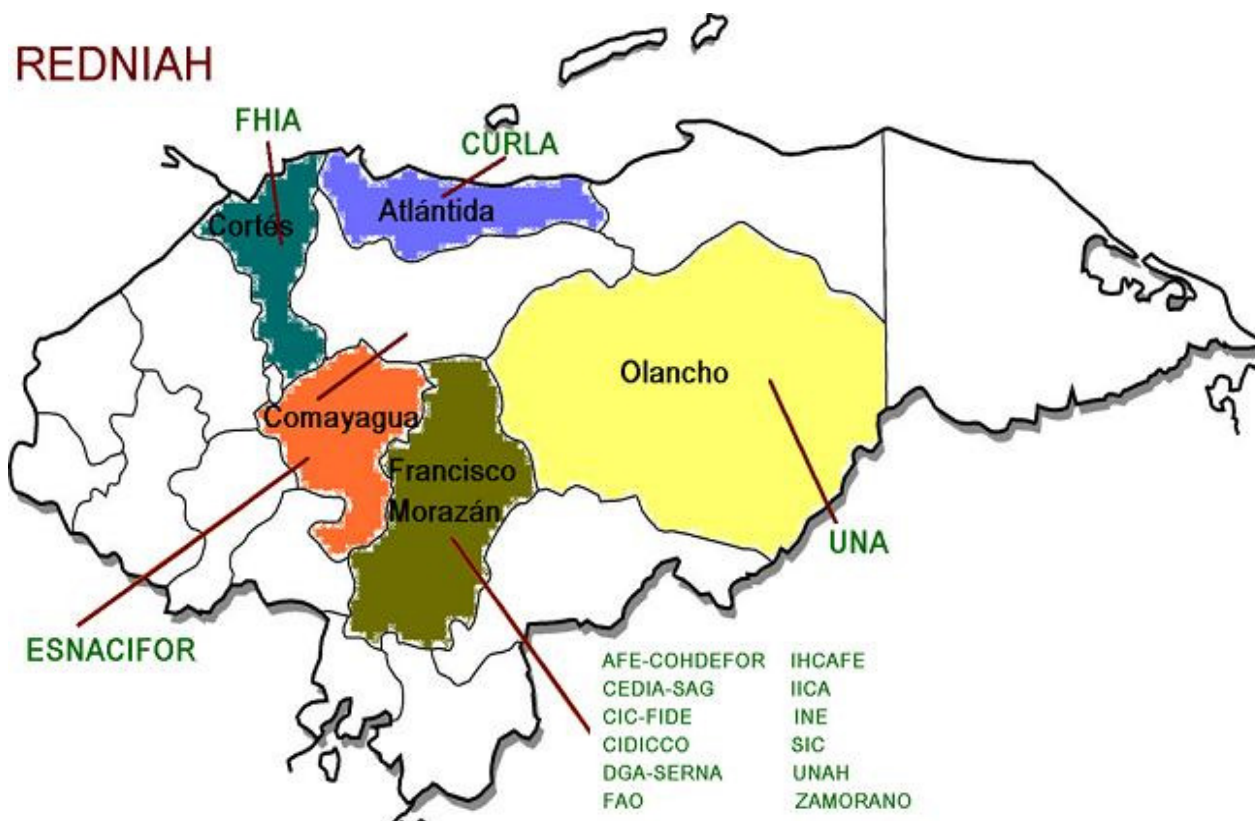 REDNIAH
FHIA
CURLA
Cortés
Atlántida
Olancho
Comayagua
Francisco
Morazán
UNA
ESNACIFOR
AFE-COHDEFOR IHCAFE
CEDIA-SAG IICA
CIC-FIDE INE
CIDICCO SIC
DGA-SERNA UNAH
FAO ZAMORANO